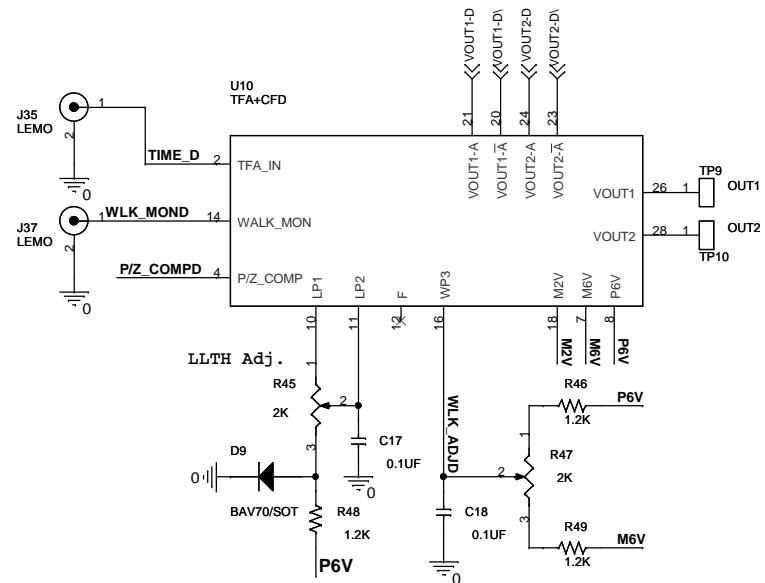 VOUT1-D
VOUT1-D\
VOUT2-D
VOUT2-D\
U10
TFA+CFD
21
20
24
23
J35
LEMO
1
2
0
TIME_D
2
TFA_IN
VOUT1-A
VOUT1-A
VOUT2-A
VOUT2-A
VOUT1
26
1
TP9
OUT1
J37
LEMO
1
2
0
WLK_MOND
14
WALK_MON
VOUT2
28
1
OUT2
TP10
P/Z_COMPD
4
P/Z_COMP
LP1
LP2
F
WP3
M2V
M6V
P6V
10
11
12
16
18
7
8
M2V
M6V
P6V
LLTH Adj.
1
R45
2K
2
3
C17
0.1UF
0
WLK_ADJD
R46
P6V
1.2K
1
R47
2K
2
3
D9
0
BAV70/SOT
R48
1.2K
P6V
C18
0.1UF
0
R49
M6V
1.2K